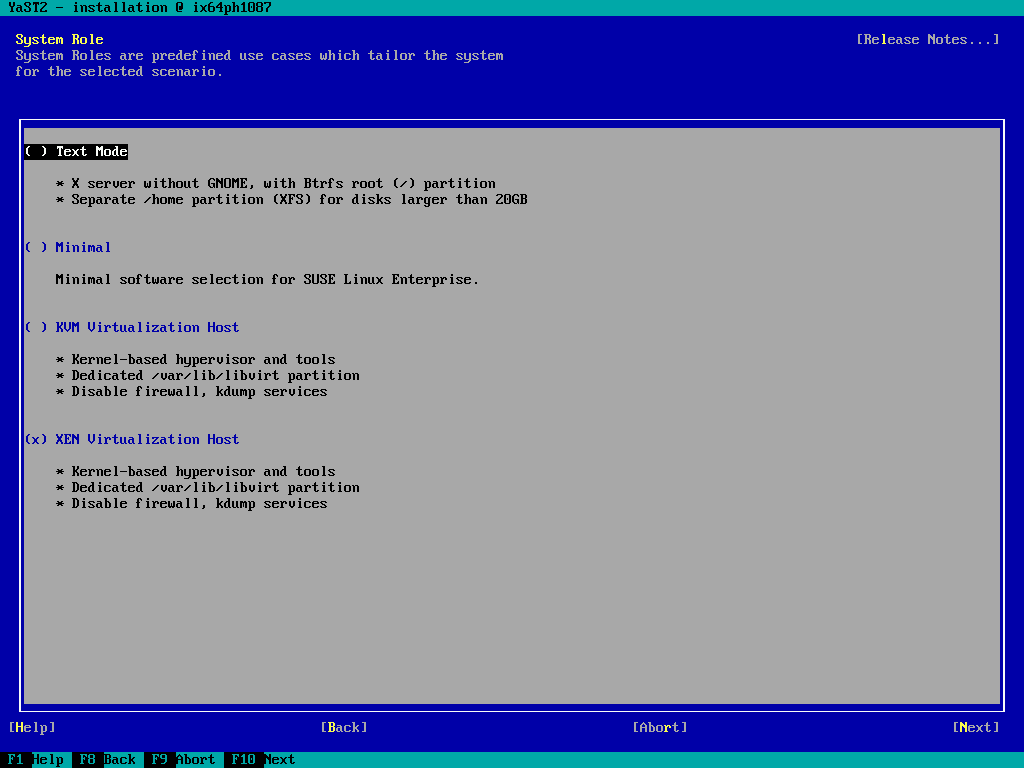 YaST2 - installation @ ix64ph1087
System Role [Release Notes...]
System Roles are predefined use cases which tailor the system
for the selected scenario.
( ) Text Mode
* X server without GNOME, with Btrfs root (/) partition
* Separate /home partition (XFS) for disks larger than 20GB
( ) Minimal
Minimal software selection for SUSE Linux Enterprise.
( ) KVM Virtualization Host
* Kernel-based hypervisor and tools
* Dedicated /var/lib/libvirt partition
* Disable firewall, kdump services
(x) XEN Virtualization Host
* Kernel-based hypervisor and tools
* Dedicated /var/lib/libvirt partition
* Disable firewall, kdump services
[Help] [Back] [Abort] [Next]
F1 Help F8 Back F9 Abort F10 Next